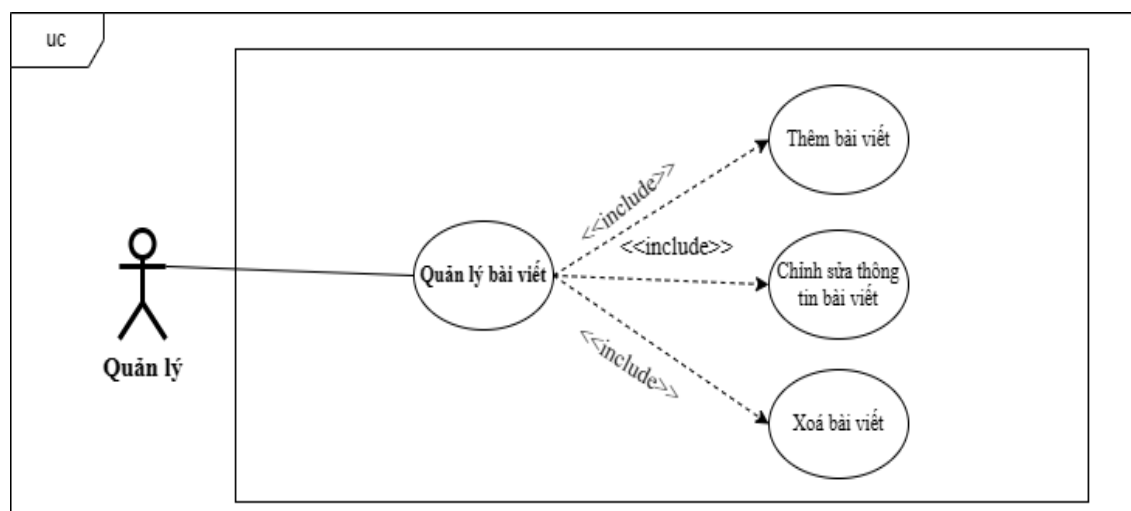 uc
Thêm bài viết
<<include>>
<<include>>
Quản lý bài viết
Chỉnh sửa thông
tin bài viết
<<include>>
Quản lý
Xoá bài viết